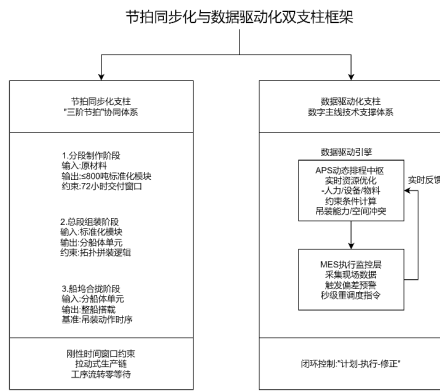 节拍同步化与数据驱动化双支柱框架
节拍同步化支柱
"三阶节拍"协同体系
1.分段制作阶段
输入:原材料
输出:≤800吨标准化模块
约束:72小时交付窗口
2.总段组装阶段
输入:标准化模块
输出:分船体单元
约束:拓扑拼装逻辑
3.船坞合拢阶段
输入:分船体单元
输出:整船搭载
基准:吊装动作时序
刚性时间窗口约束
拉动式生产链
工序流转零等待
数据驱动化支柱
数字主线技术支撑体系
数据驱动引擎
APS动态排程中枢
实时资源优化
-人力/设备/物料
约束条件计算
吊装能力/空间冲突
实时反馈
MES执行监控层
采集现场数据
触发偏差预警
秒级重调度指令
闭环控制:"计划-执行-修正"